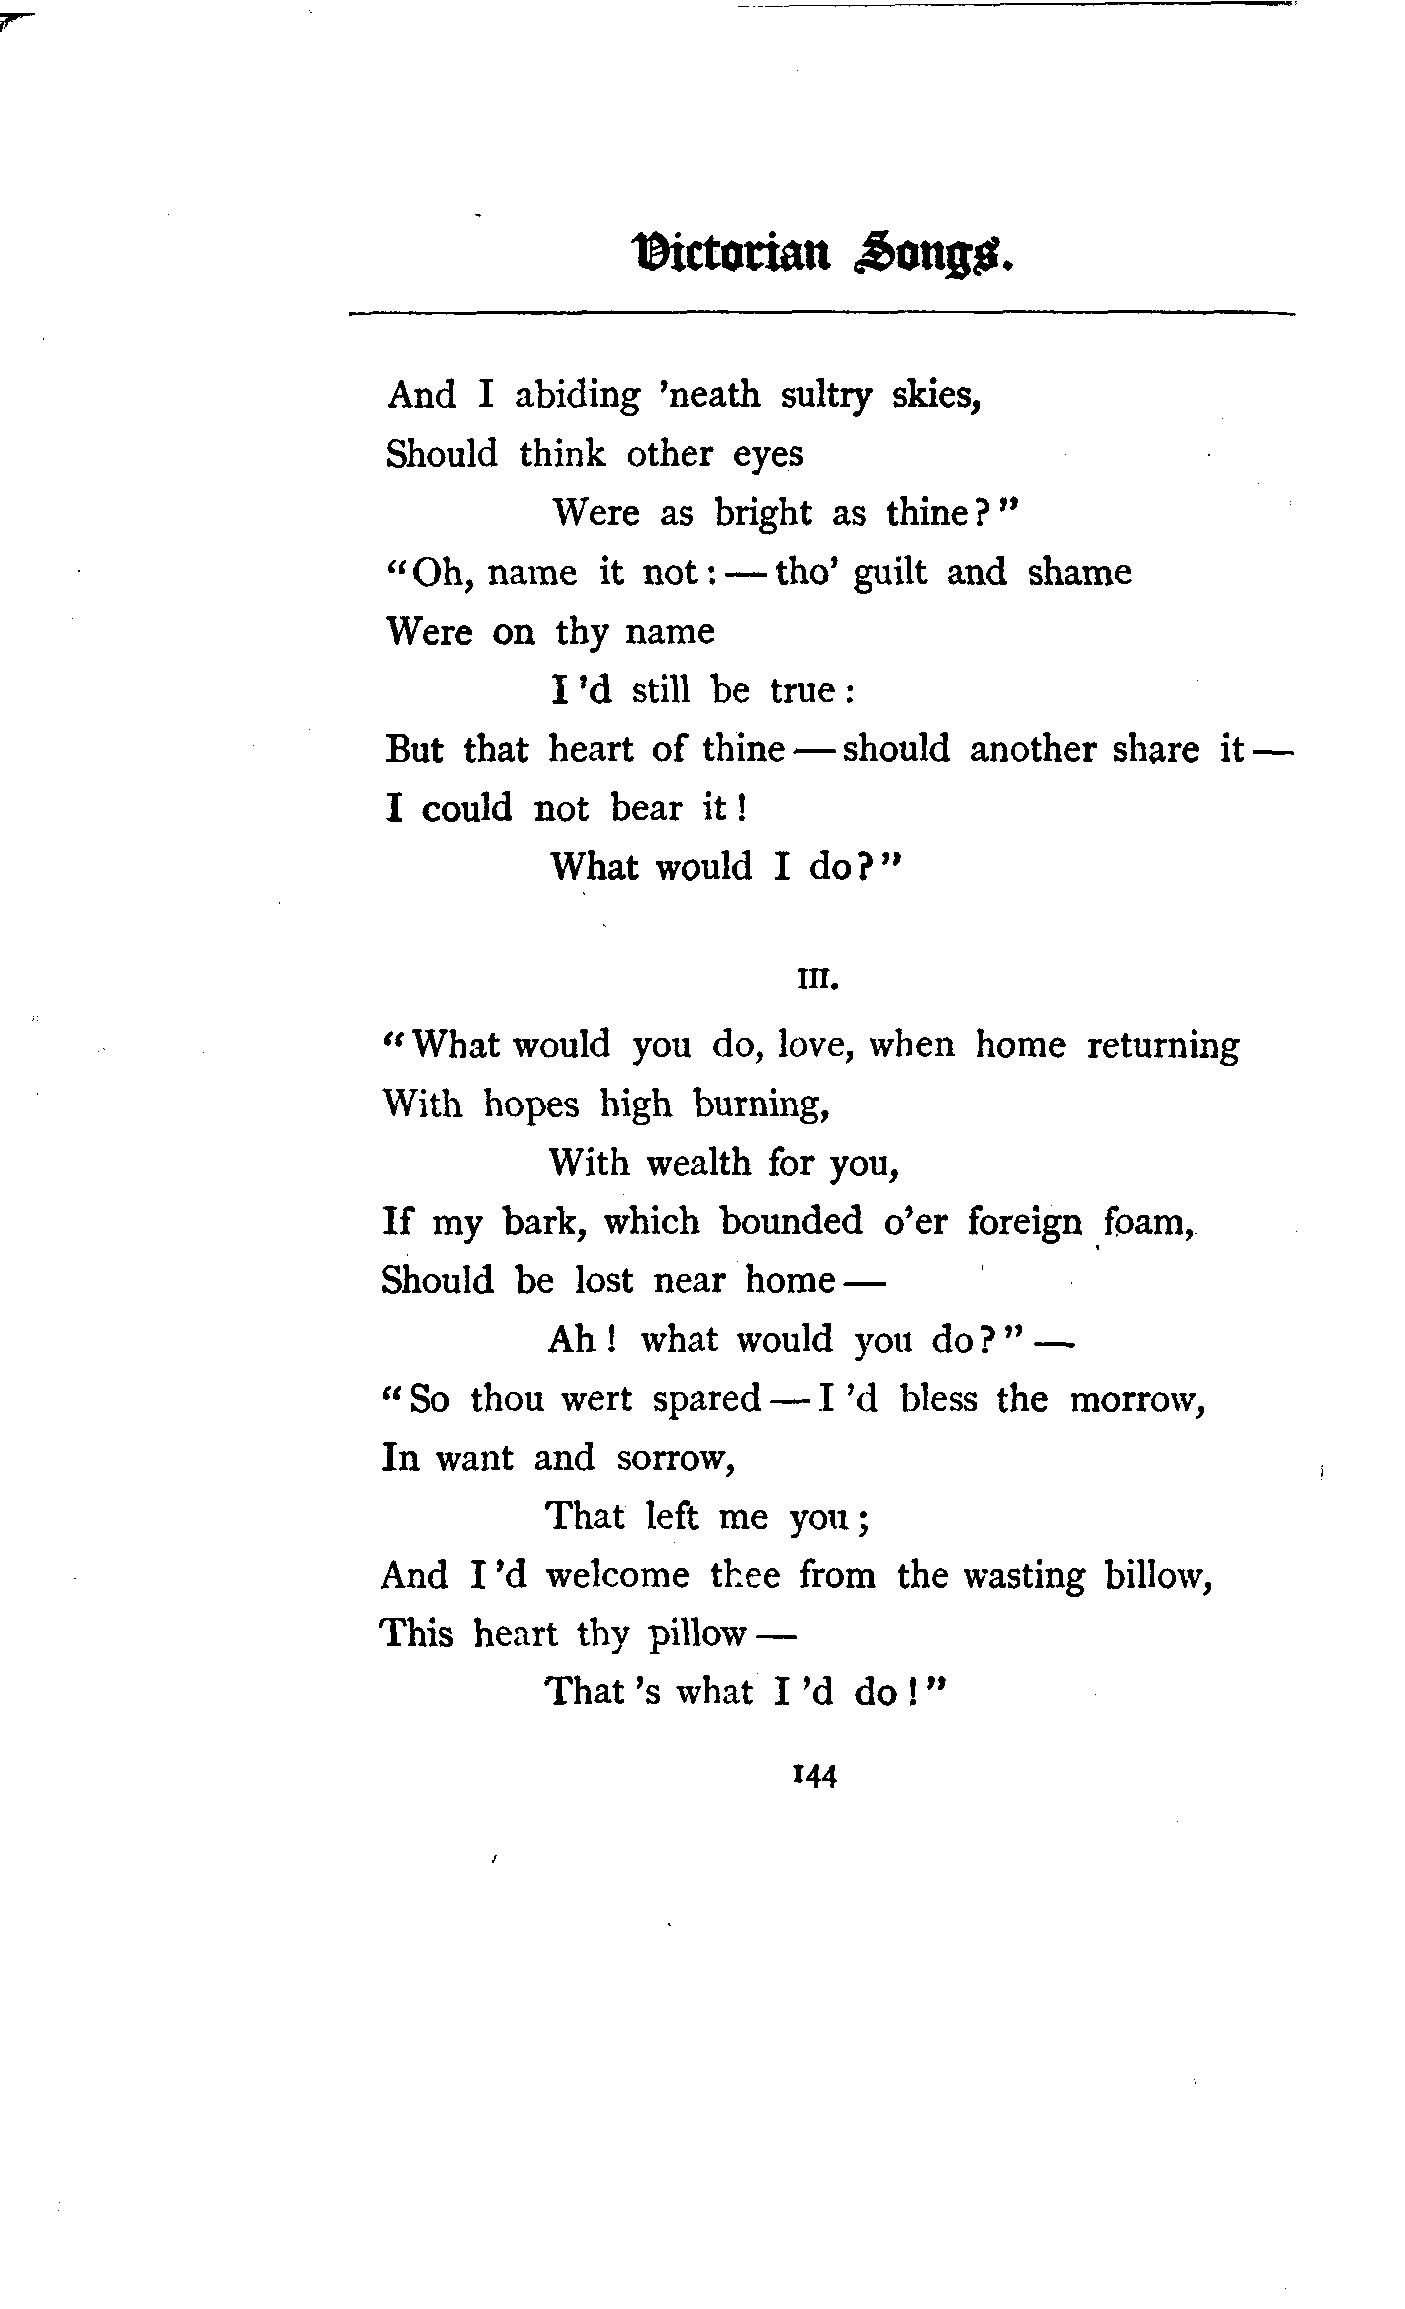 Victorian Songs.
And I abiding 'neath sultry skies,
Should think other eyes
Were as bright as thine?"
"Oh, name it not: — tho' guilt and shame
Were on thy name
I'd still be true:
But that heart of thine — should another share it —
I could not bear it!
What would I do?"
III.
"What would you do, love, when home returning
With hopes high burning,
With wealth for you,
If my bark, which bounded o'er foreign foam,
Should be lost near home —
Ah! what would you do?" —
"So thou wert spared — I'd bless the morrow,
In want and sorrow,
That left me you;
And I'd welcome thee from the wasting billow,
This heart thy pillow —
That's what I'd do!"
144